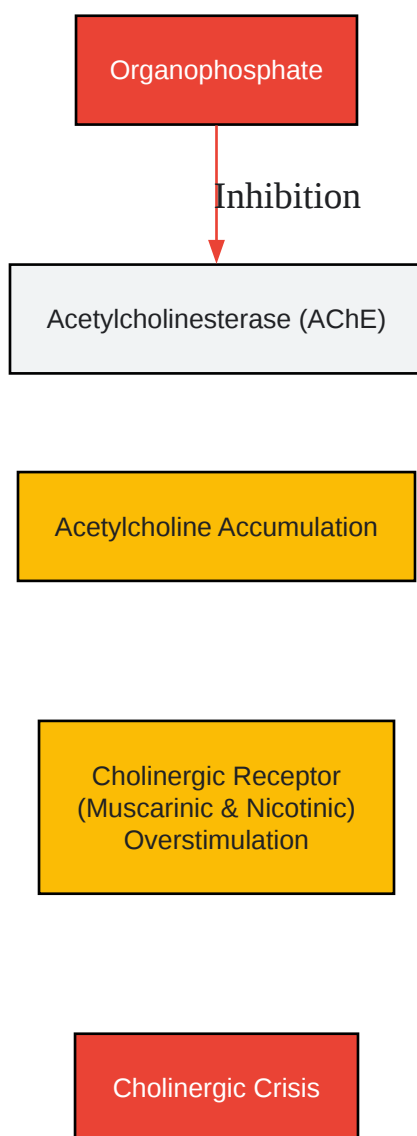 Organophosphate
Inhibition
Acetylcholinesterase (AChE)
Acetylcholine Accumulation
Cholinergic Receptor
(Muscarinic & Nicotinic)
Overstimulation
Cholinergic Crisis